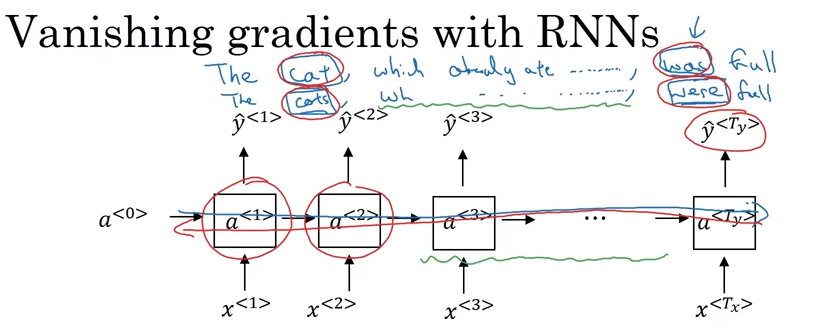 Vanishing gradients with RNNs
The cat, which already ate ........, was full
The cats, wh ... ........, were full
ŷ<1> ŷ<2> ŷ<3> ŷ<Ty>
a<0> a<1> a<2> a<3> ... a<Ty>
x<1> x<2> x<3> x<Tx>